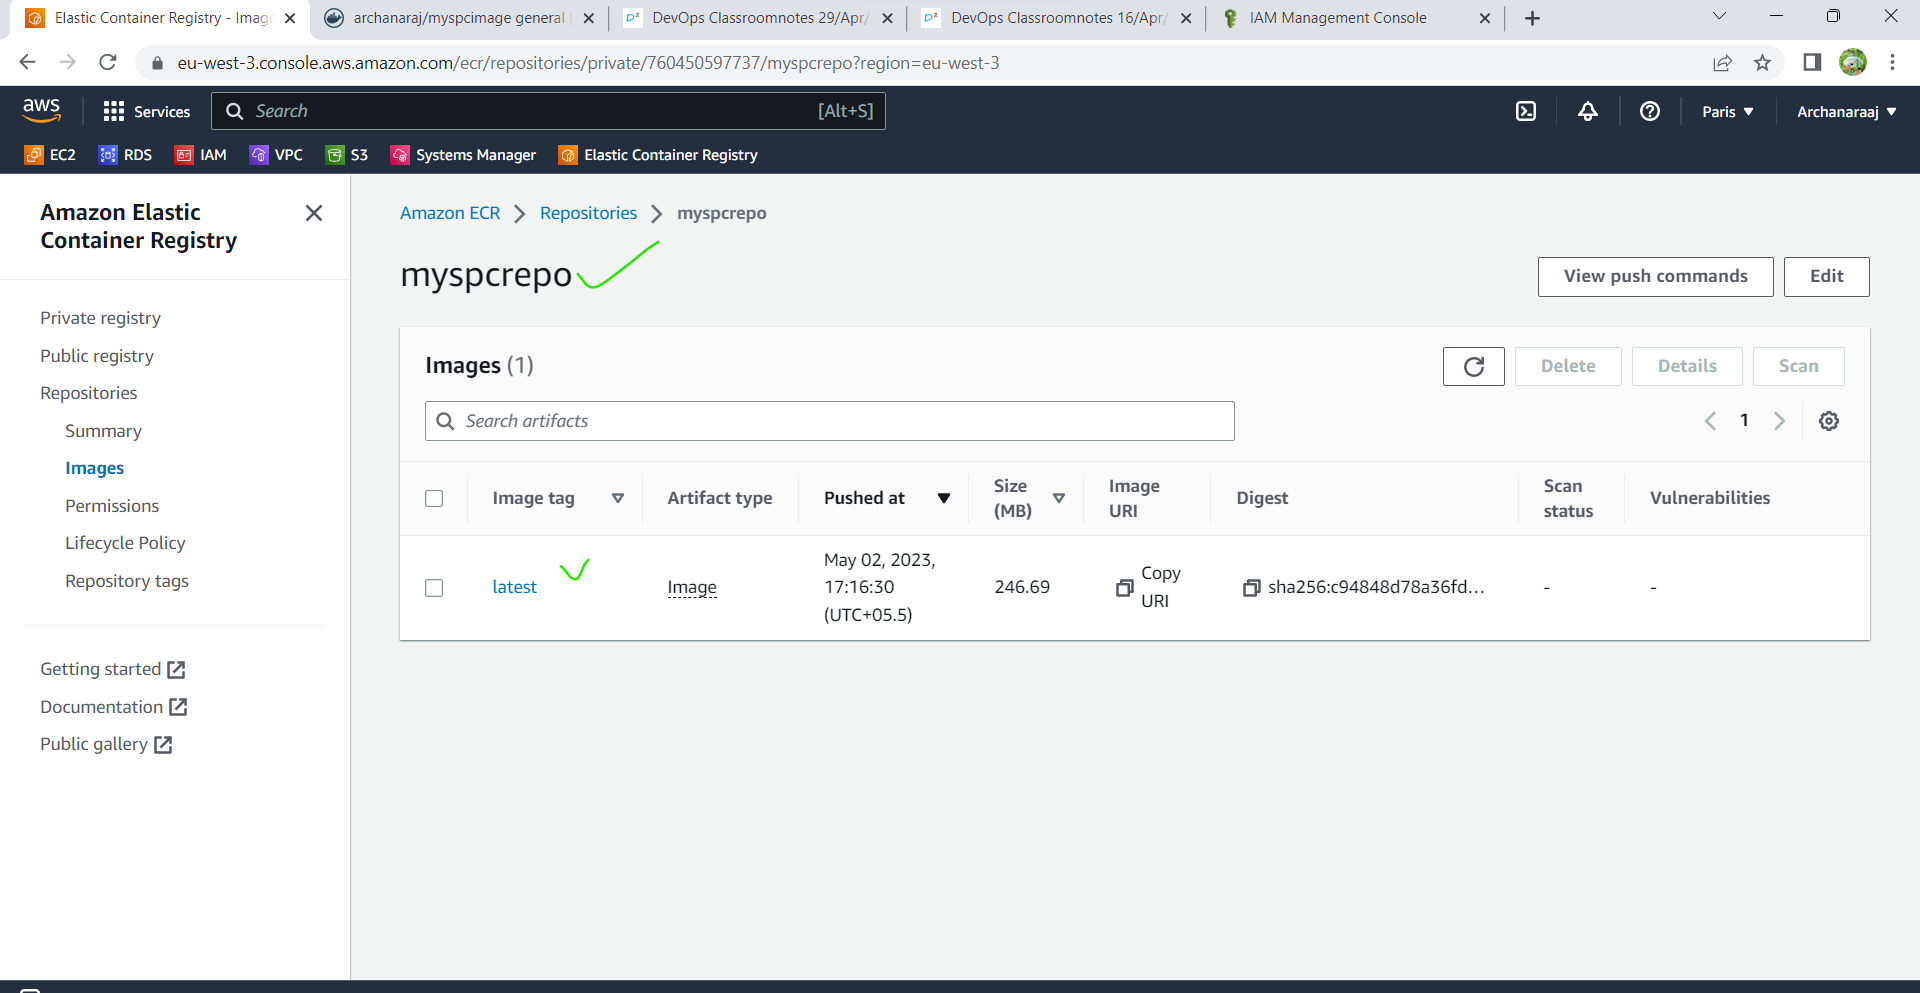 Elastic Container Registry - Image
archanaraj/myspcimage general
DevOps Classroomnotes 29/Apr/
DevOps Classroomnotes 16/Apr/
IAM Management Console
eu-west-3.console.aws.amazon.com/ecr/repositories/private/760450597737/myspcrepo?region=eu-west-3
aws
Services
Search
[Alt+S]
Paris
Archanaraaj
EC2
RDS
IAM
VPC
S3
Systems Manager
Elastic Container Registry
Amazon Elastic
Container Registry
Private registry
Public registry
Repositories
Summary
Images
Permissions
Lifecycle Policy
Repository tags
Getting started
Documentation
Public gallery
Amazon ECR
Repositories
myspcrepo
myspcrepo
View push commands
Edit
Images (1)
Delete
Details
Scan
Search artifacts
1
Image tag
Artifact type
Pushed at
Size
(MB)
Image
URI
Digest
Scan
status
Vulnerabilities
latest
Image
May 02, 2023,
17:16:30
(UTC+05.5)
246.69
Copy
URI
sha256:c94848d78a36fd...
-
-